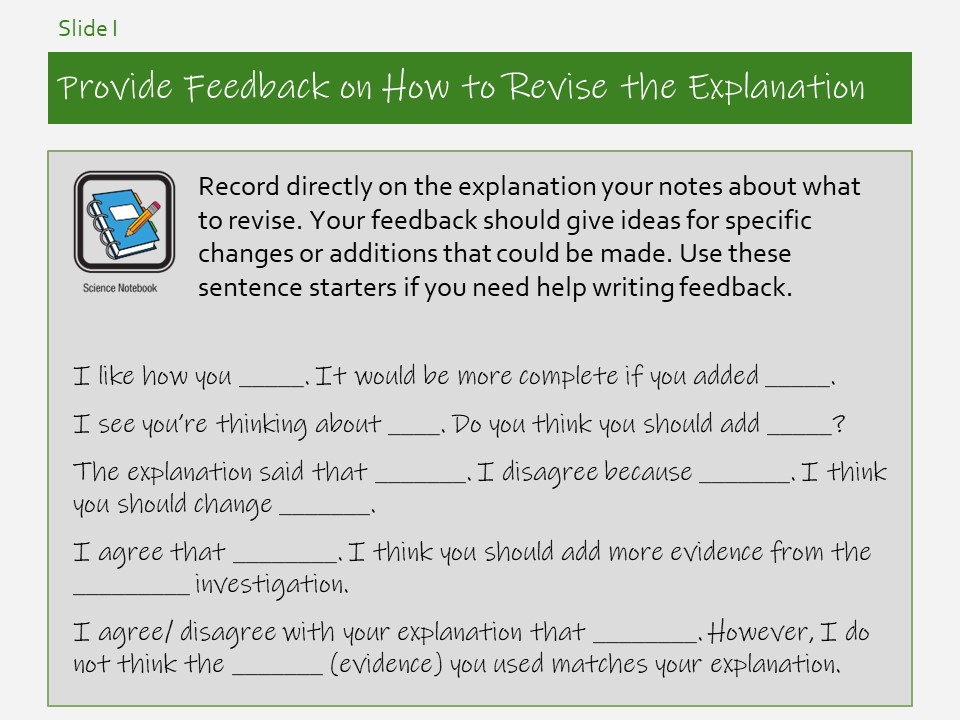 Slide I
Provide Feedback on How to Revise the Explanation
Record directly on the explanation your notes about what
to revise. Your feedback should give ideas for specific
changes or additions that could be made. Use these
sentence starters if you need help writing feedback.
Science Notebook
I like how you _____. It would be more complete if you added _____.
I see you're thinking about ____. Do you think you should add _____?
The explanation said that _______. I disagree because _______. I think
you should change _______.
I agree that ________. I think you should add more evidence from the
_________ investigation.
I agree/ disagree with your explanation that ________. However, I do
not think the _______ (evidence) you used matches your explanation.